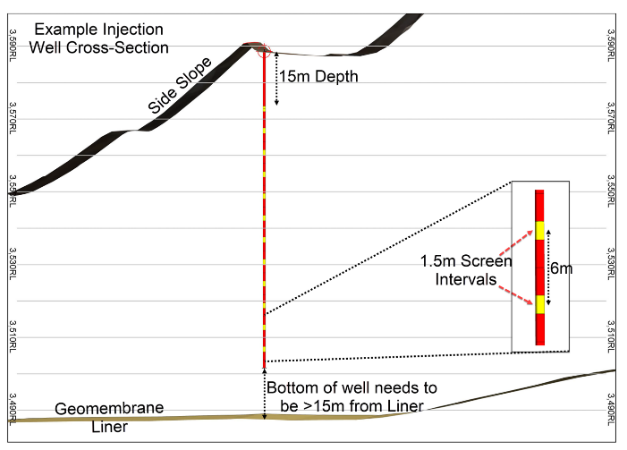 Example Injection
Well Cross-Section
3,590RL
3,590RL
15m Depth
Side Slope
3,570RL
3,570RL
3,550RL
3,550RL
1.5m Screen
Intervals
6m
3,530RL
3,530RL
3,510RL
3,510RL
Bottom of well needs to
be >15m from Liner
Geomembrane
Liner
3,490RL
3,490RL